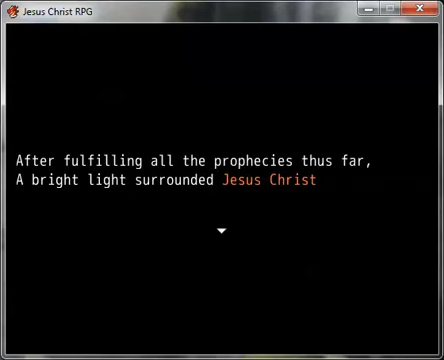 Jesus Christ RPG
After fulfilling all the prophecies thus far,
A bright light surrounded Jesus Christ